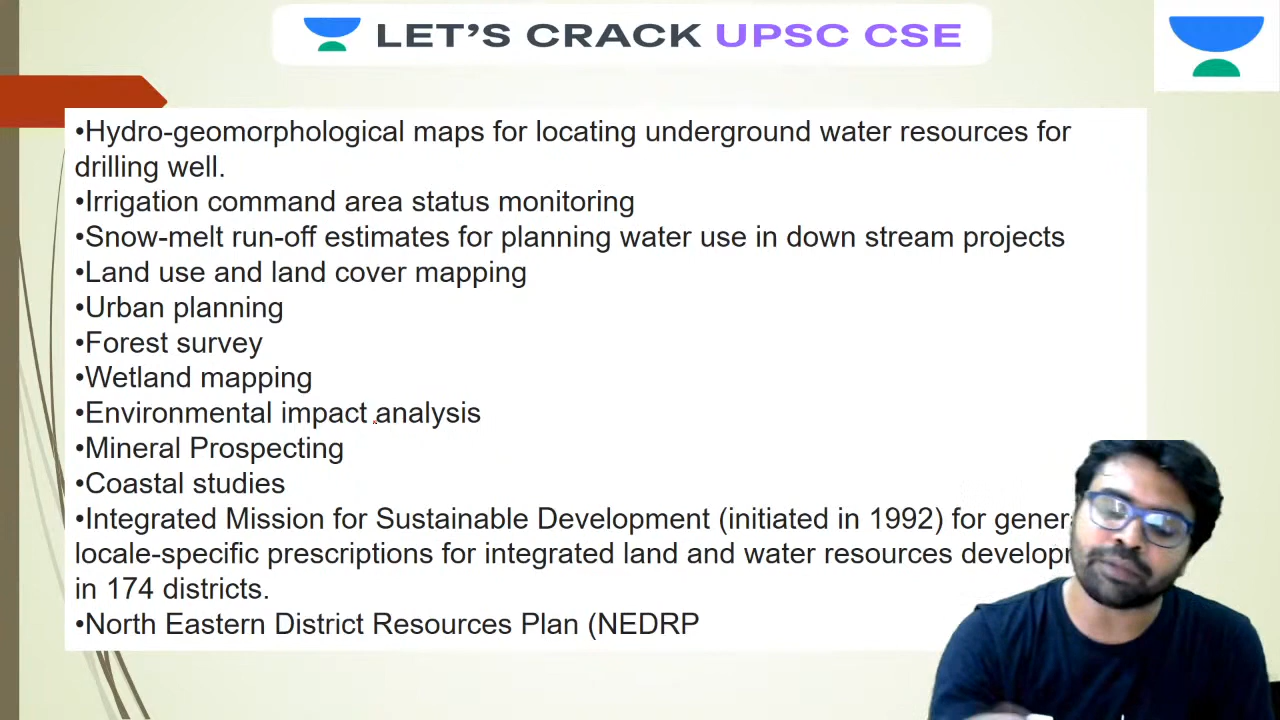 LET'S CRACK UPSC CSE
•Hydro-geomorphological maps for locating underground water resources for
drilling well.
•Irrigation command area status monitoring
•Snow-melt run-off estimates for planning water use in down stream projects
•Land use and land cover mapping
•Urban planning
•Forest survey
•Wetland mapping
•Environmental impact analysis
•Mineral Prospecting
•Coastal studies
•Integrated Mission for Sustainable Development (initiated in 1992) for
locale-specific prescriptions for integrated land and water resources
in 174 districts.
•North Eastern District Resources Plan (NEDRP